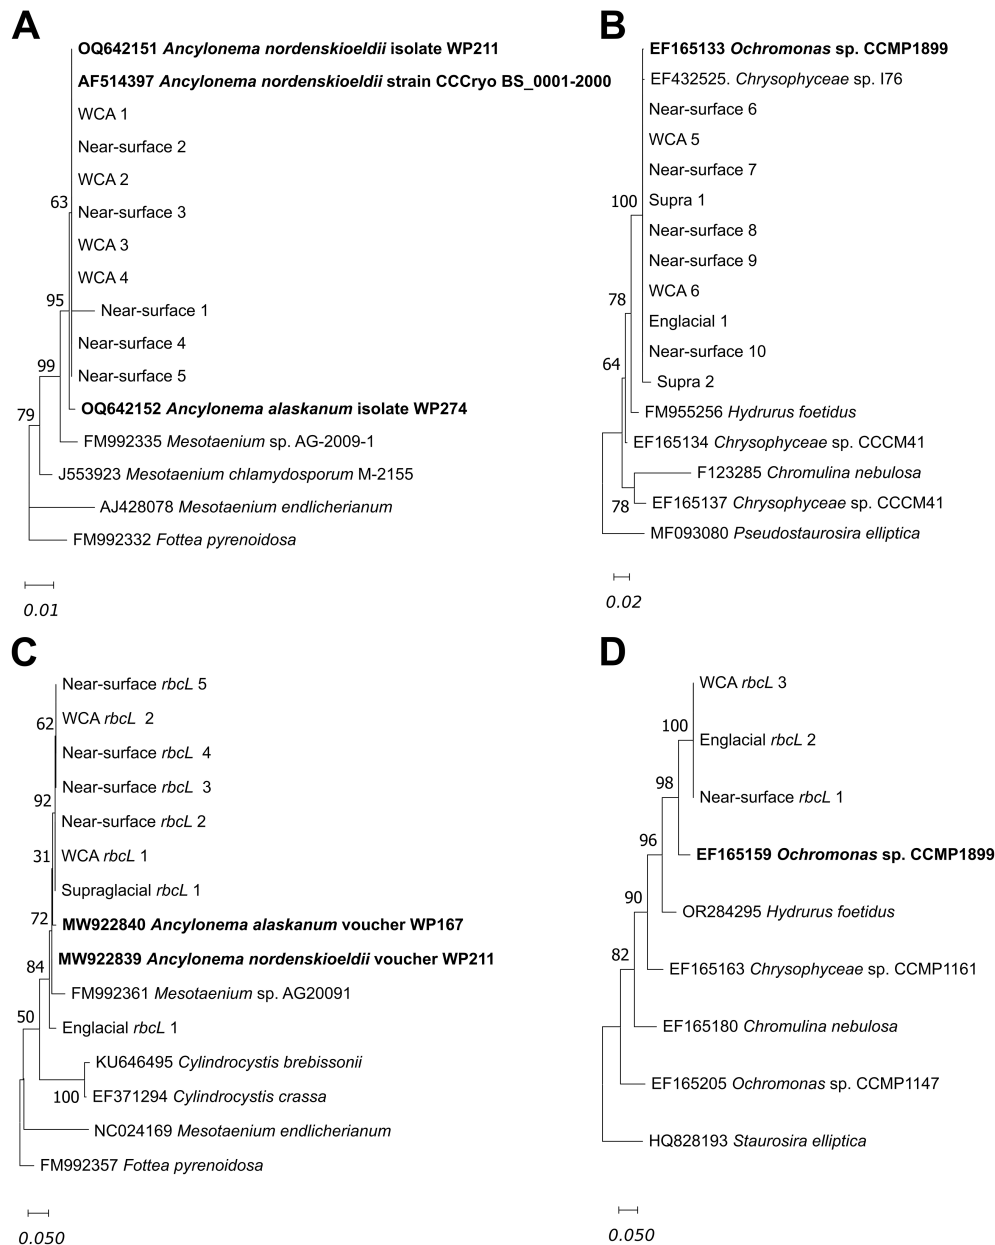 A
OQ642151 Ancylonema nordenskioeldii isolate WP211
AF514397 Ancylonema nordenskioeldii strain CCCryo BS_0001-2000
WCA 1
Near-surface 2
WCA 2
63
Near-surface 3
WCA 3
WCA 4
95
Near-surface 1
Near-surface 4
99
Near-surface 5
OQ642152 Ancylonema alaskanum isolate WP274
79
FM992335 Mesotaenium sp. AG-2009-1
J553923 Mesotaenium chlamydosporum M-2155
AJ428078 Mesotaenium endlicherianum
FM992332 Fottea pyrenoidosa
0.01
B
EF165133 Ochromonas sp. CCMP1899
EF432525. Chrysophyceae sp. I76
Near-surface 6
WCA 5
Near-surface 7
100
Supra 1
Near-surface 8
Near-surface 9
WCA 6
78
Englacial 1
Near-surface 10
64
Supra 2
FM955256 Hydrurus foetidus
EF165134 Chrysophyceae sp. CCCM41
F123285 Chromulina nebulosa
78
EF165137 Chrysophyceae sp. CCCM41
MF093080 Pseudostaurosira elliptica
0.02
C
Near-surface rbcL 5
62
WCA rbcL 2
Near-surface rbcL 4
Near-surface rbcL 3
92
Near-surface rbcL 2
31
WCA rbcL 1
Supraglacial rbcL 1
72
MW922840 Ancylonema alaskanum voucher WP167
MW922839 Ancylonema nordenskioeldii voucher WP211
84
FM992361 Mesotaenium sp. AG20091
50
Englacial rbcL 1
KU646495 Cylindrocystis brebissonii
100
EF371294 Cylindrocystis crassa
NC024169 Mesotaenium endlicherianum
FM992357 Fottea pyrenoidosa
0.050
D
WCA rbcL 3
100
Englacial rbcL 2
98
Near-surface rbcL 1
96
EF165159 Ochromonas sp. CCMP1899
90
OR284295 Hydrurus foetidus
82
EF165163 Chrysophyceae sp. CCMP1161
EF165180 Chromulina nebulosa
EF165205 Ochromonas sp. CCMP1147
HQ828193 Staurosira elliptica
0.050